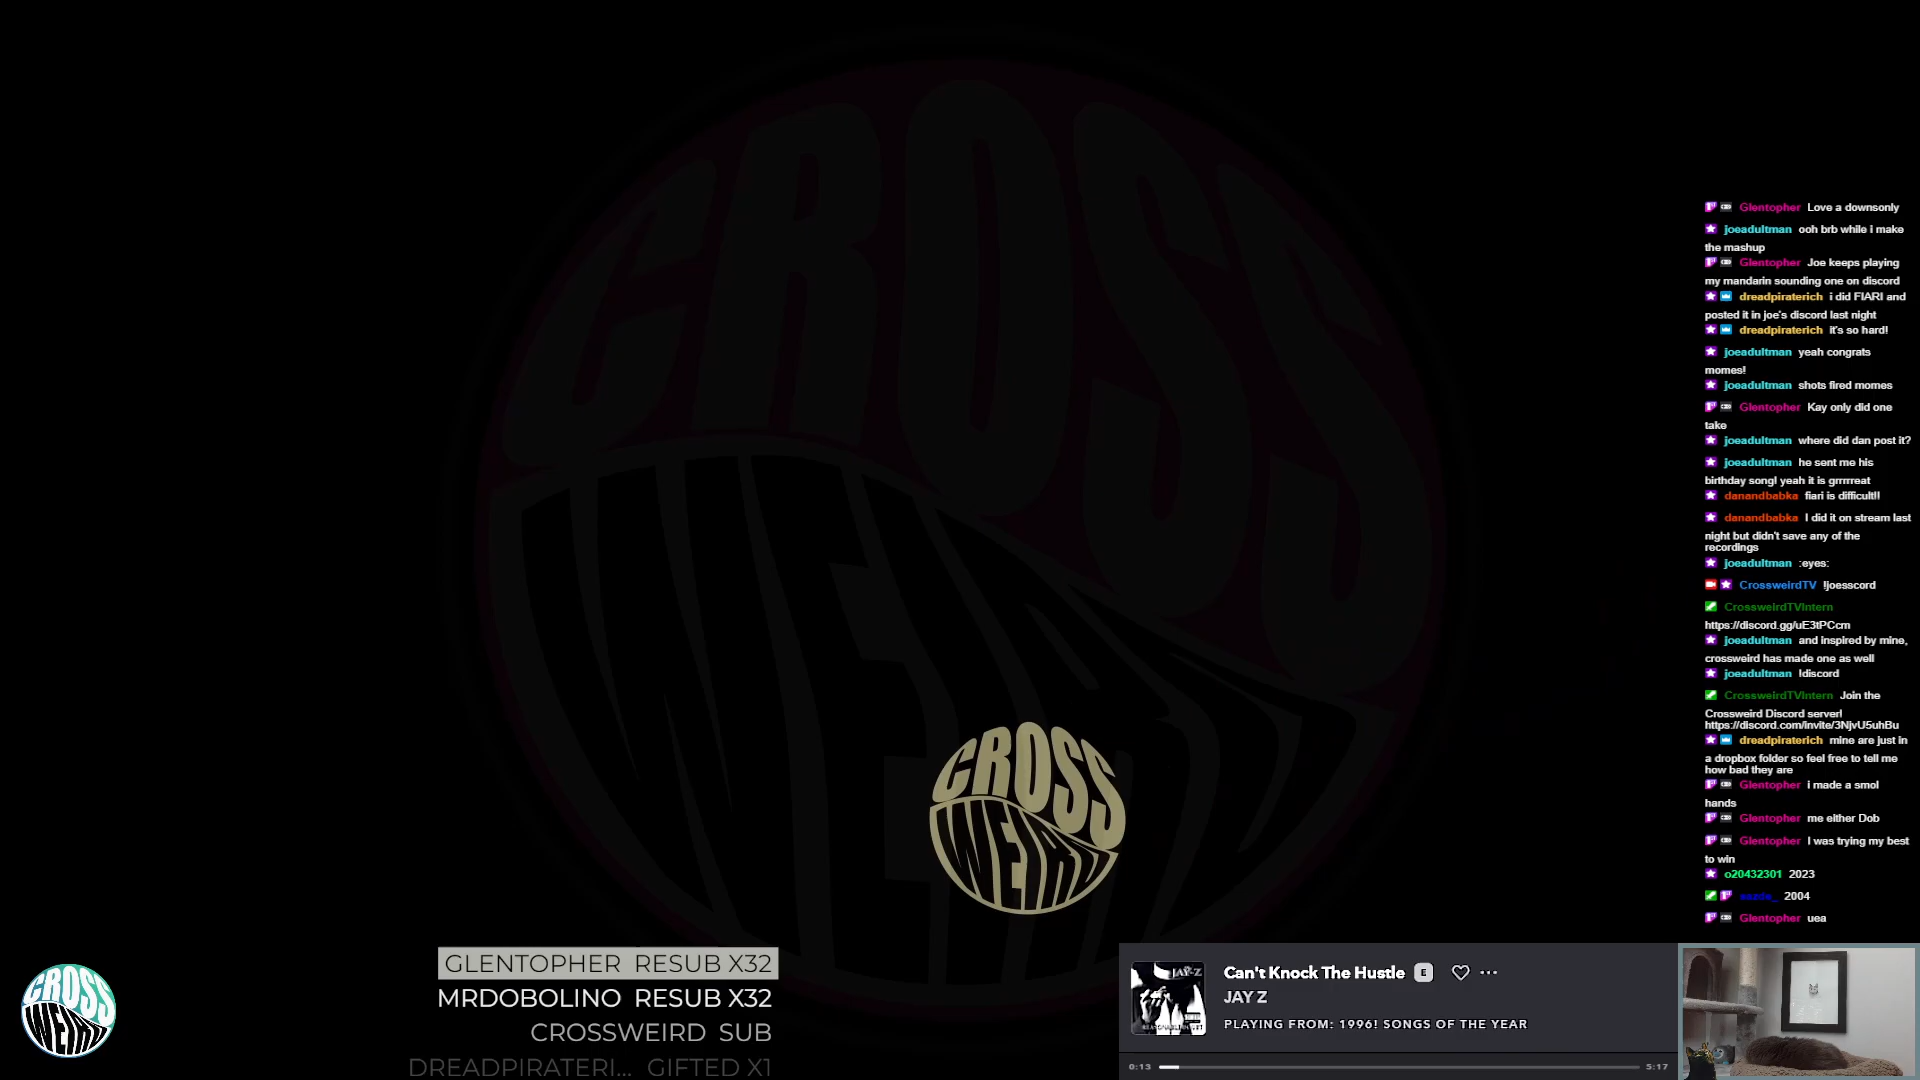 CROSS
WEIRD
CROSS
WEIRD
Glentopher Love a downsonly
joeadultman ooh brb while i make
the mashup
Glentopher Joe keeps playing
my mandarin sounding one on discord
dreadpiraterich i did FIARI and
posted it in joe's discord last night
dreadpiraterich it's so hard!
joeadultman yeah congrats
momes!
joeadultman shots fired momes
Glentopher Kay only did one
take
joeadultman where did dan post it?
joeadultman he sent me his
birthday song! yeah it is grrrrreat
danandbabka fiari is difficult!!
danandbabka I did it on stream last
night but didn't save any of the
recordings
joeadultman :eyes:
CrossweirdTV !joesscord
CrossweirdTVIntern
https://discord.gg/uE3tPCcm
joeadultman and inspired by mine,
crossweird has made one as well
joeadultman !discord
CrossweirdTVIntern Join the
Crossweird Discord server!
https://discord.com/invite/3NjvU5uhBu
dreadpiraterich mine are just in
a dropbox folder so feel free to tell me
how bad they are
Glentopher i made a smol
hands
Glentopher me either Dob
Glentopher I was trying my best
to win
o20432301 2023
2004
Glentopher uea
GLENTOPHER RESUB X32
MRDOBOLINO RESUB X32
CROSSWEIRD SUB
DREADPIRATERI... GIFTED X1
CROSS
WEIRD
JAY-Z
Can't Knock The Hustle E
JAY Z
PLAYING FROM: 1996! SONGS OF THE YEAR
0:13
5:17